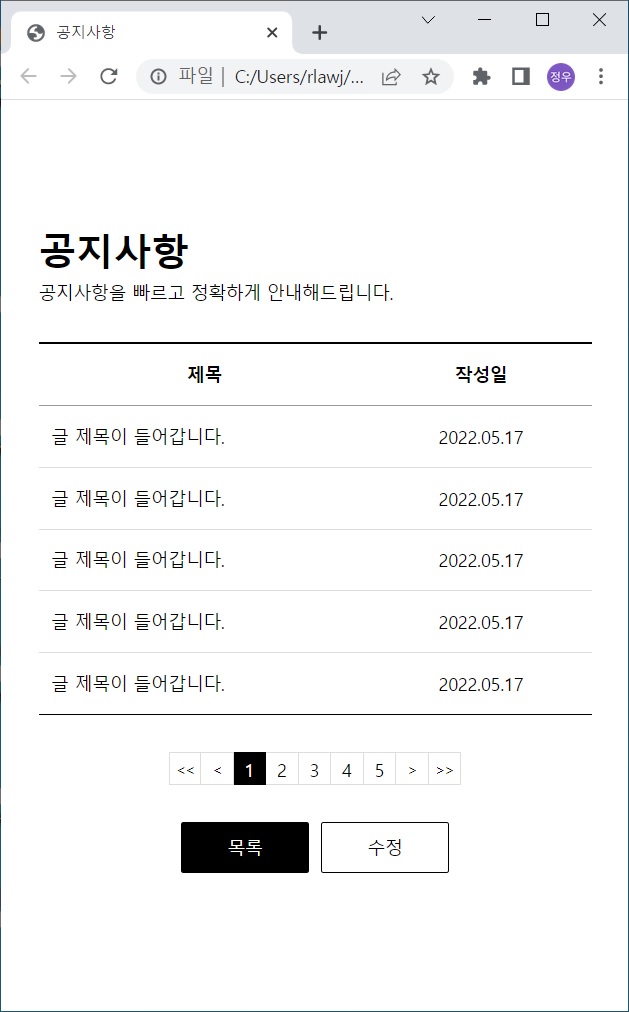 공지사항
파일 | C:/Users/rlawj/...
정우
공지사항
공지사항을 빠르고 정확하게 안내해드립니다.
제목 작성일
글 제목이 들어갑니다. 2022.05.17
글 제목이 들어갑니다. 2022.05.17
글 제목이 들어갑니다. 2022.05.17
글 제목이 들어갑니다. 2022.05.17
글 제목이 들어갑니다. 2022.05.17
<< < 1 2 3 4 5 > >>
목록 수정